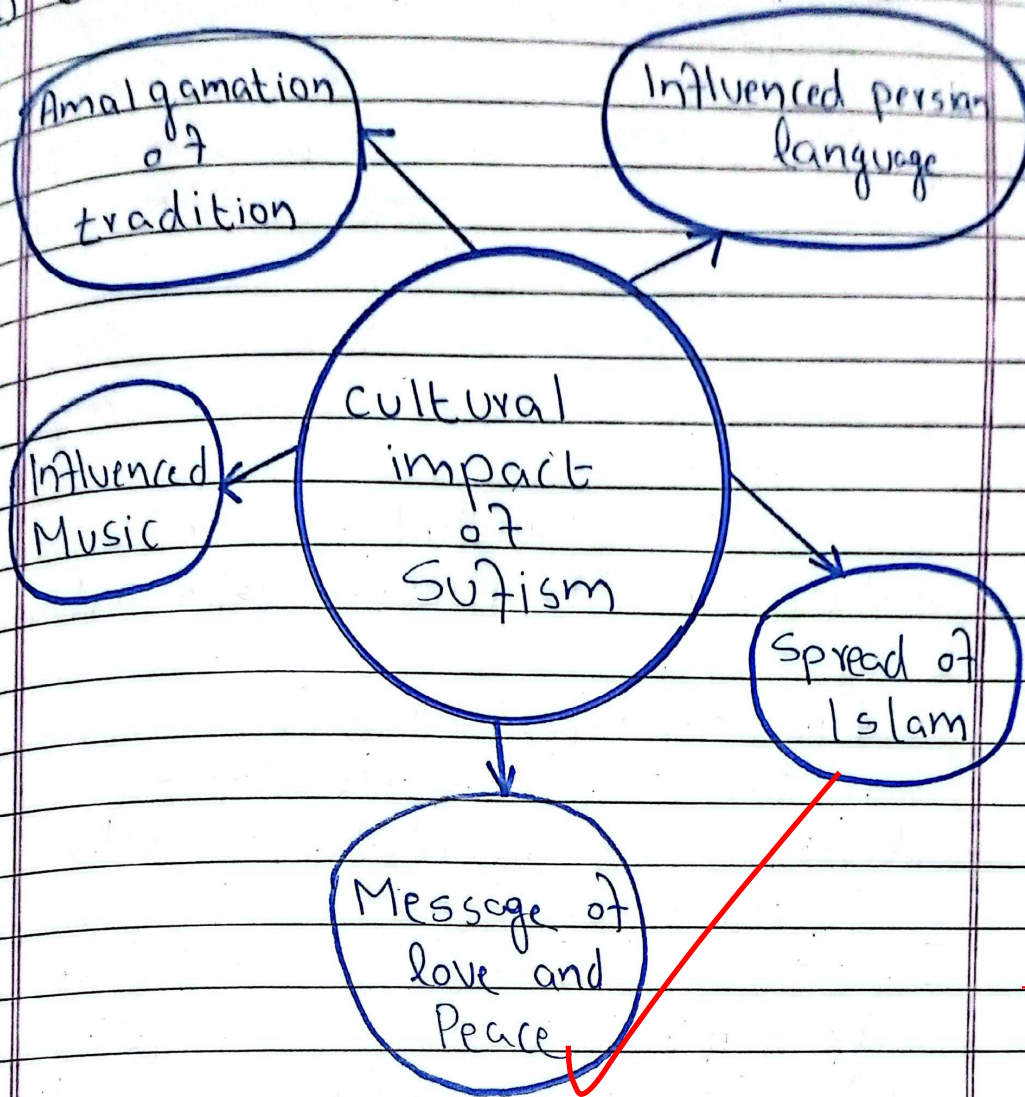 Amalgamation
of
tradition
Influenced persian
language
cultural
impact
of
Sufism
Influenced
Music
Spread of
Islam
Message of
love and
Peace